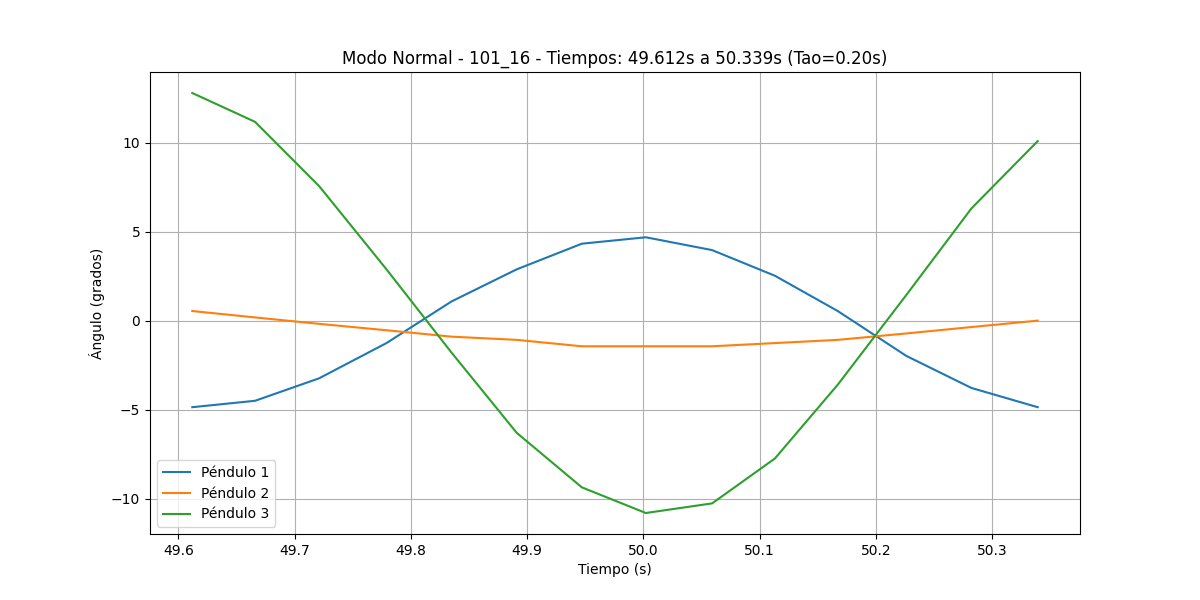 Modo Normal - 101_16 - Tiempos: 49.612s a 50.339s (Tao=0.20s)
Ángulo (grados)
10
5
0
−5
−10
Péndulo 1
Péndulo 2
Péndulo 3
49.6 49.7 49.8 49.9 50.0 50.1 50.2 50.3
Tiempo (s)